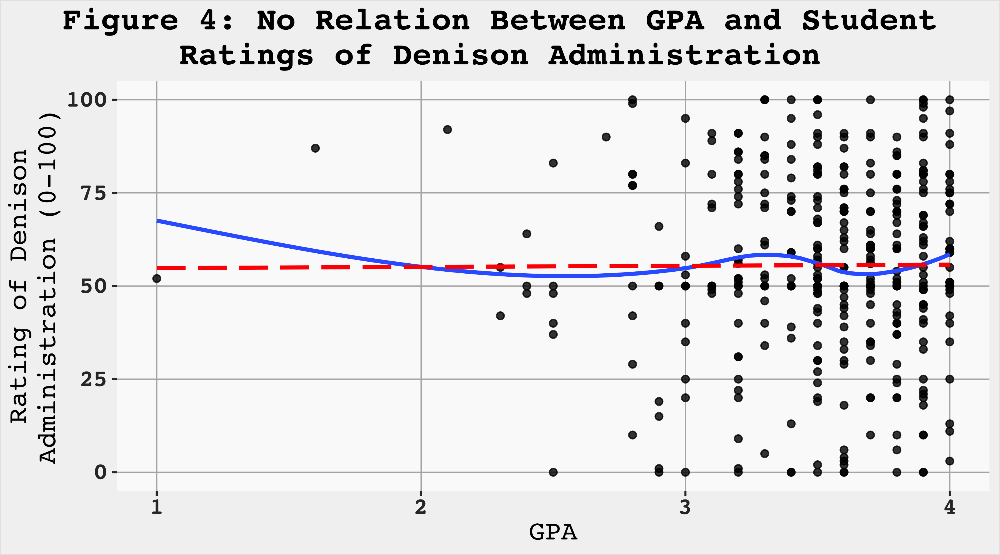 Figure 4: No Relation Between GPA and Student
Ratings of Denison Administration
Rating of Denison
Administration (0-100)
100
75
50
25
0
1
2
3
4
GPA